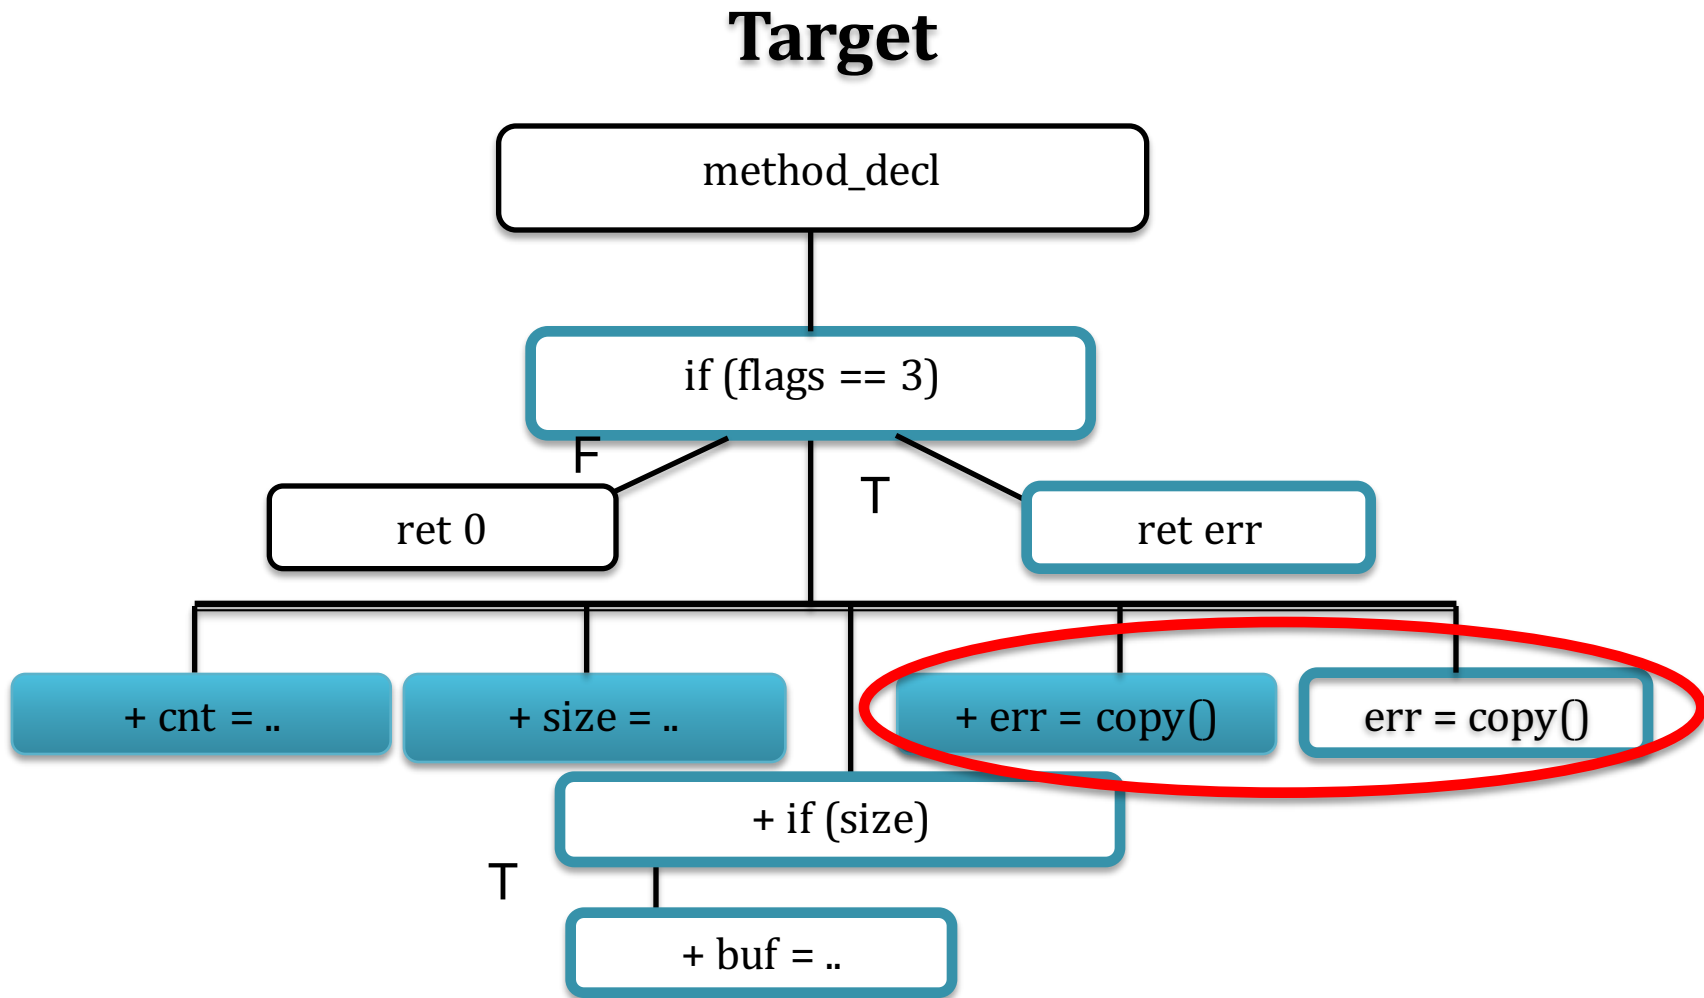 Target
method_decl
if (flags == 3)
F
T
ret 0
ret err
+ cnt = ..
+ size = ..
+ err = copy()
err = copy()
+ if (size)
T
+ buf = ..